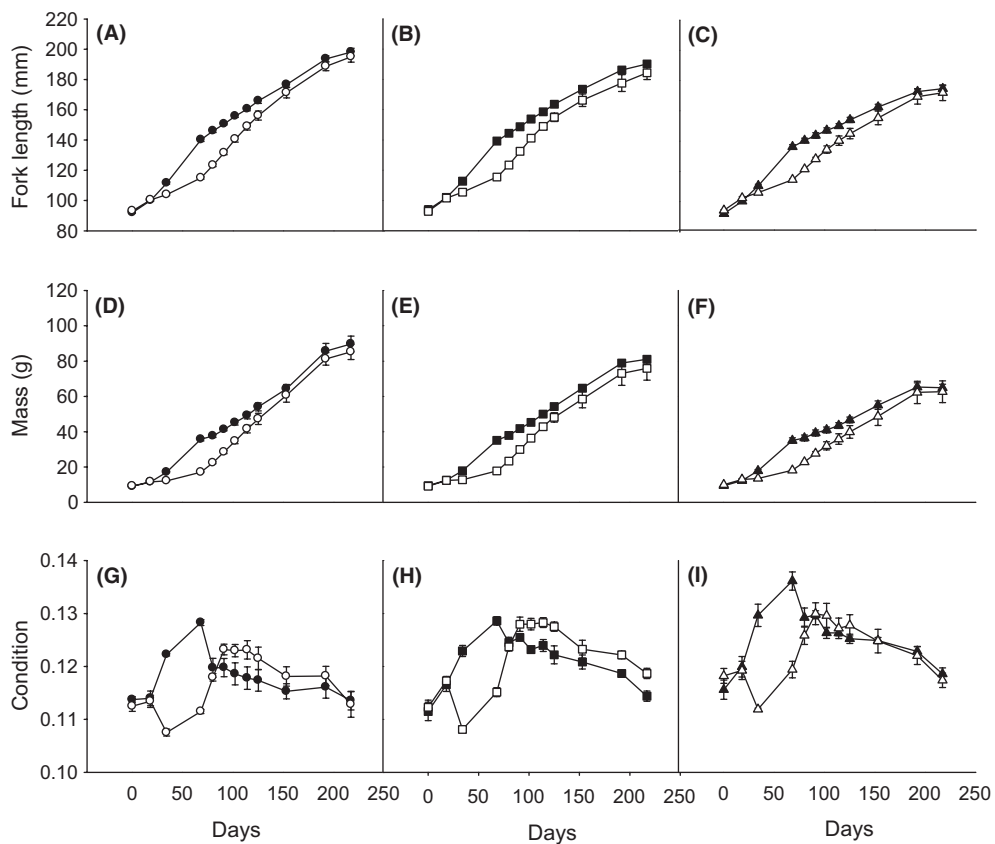 (A) (B) (C)
Fork length (mm)
220
200
180
160
140
120
100
80
(D) (E) (F)
Mass (g)
120
100
80
60
40
20
0
(G) (H) (I)
Condition
0.14
0.13
0.12
0.11
0.10
0 50 100 150 200 250 0 50 100 150 200 250 0 50 100 150 200 250
Days Days Days